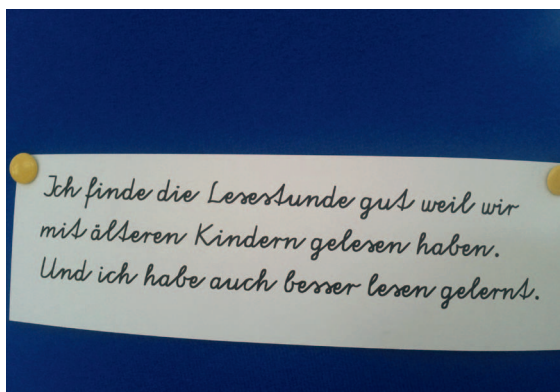 Ich finde die Lesestunde gut weil wir
mit älteren Kindern gelesen haben.
Und ich habe auch besser lesen gelernt.